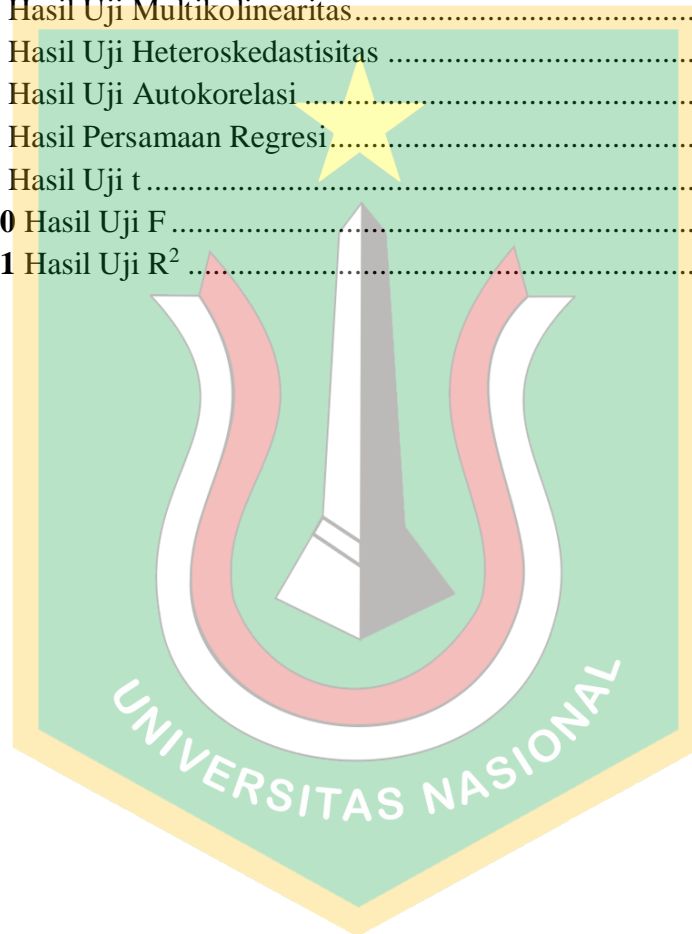 Hasil Uji Multikolinearitas
Hasil Uji Heteroskedastisitas
Hasil Uji Autokorelasi
Hasil Persamaan Regresi
Hasil Uji t
0 Hasil Uji F
1 Hasil Uji R²
UNIVERSITAS NASIONAL